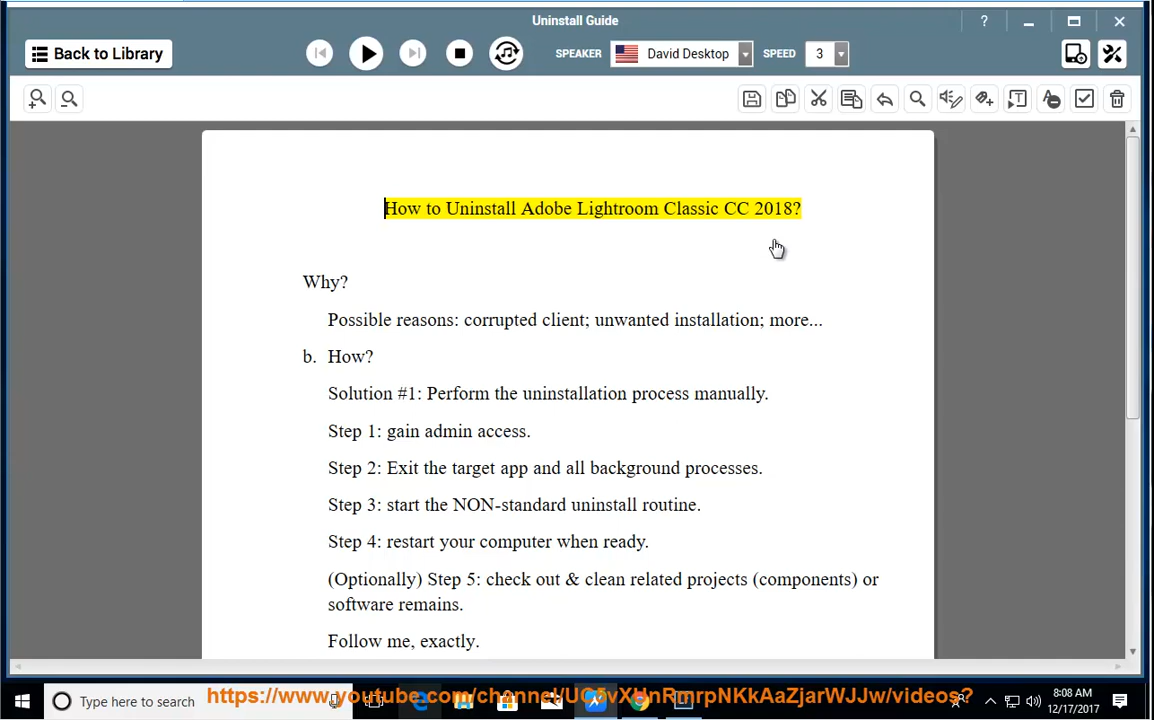 Uninstall Guide
?
Back to Library
SPEAKER
David Desktop
SPEED
3
How to Uninstall Adobe Lightroom Classic CC 2018?
Why?
Possible reasons: corrupted client; unwanted installation; more...
b. How?
Solution #1: Perform the uninstallation process manually.
Step 1: gain admin access.
Step 2: Exit the target app and all background processes.
Step 3: start the NON-standard uninstall routine.
Step 4: restart your computer when ready.
(Optionally) Step 5: check out & clean related projects (components) or
software remains.
Follow me, exactly.
Type here to search
8:08 AM
12/17/2017